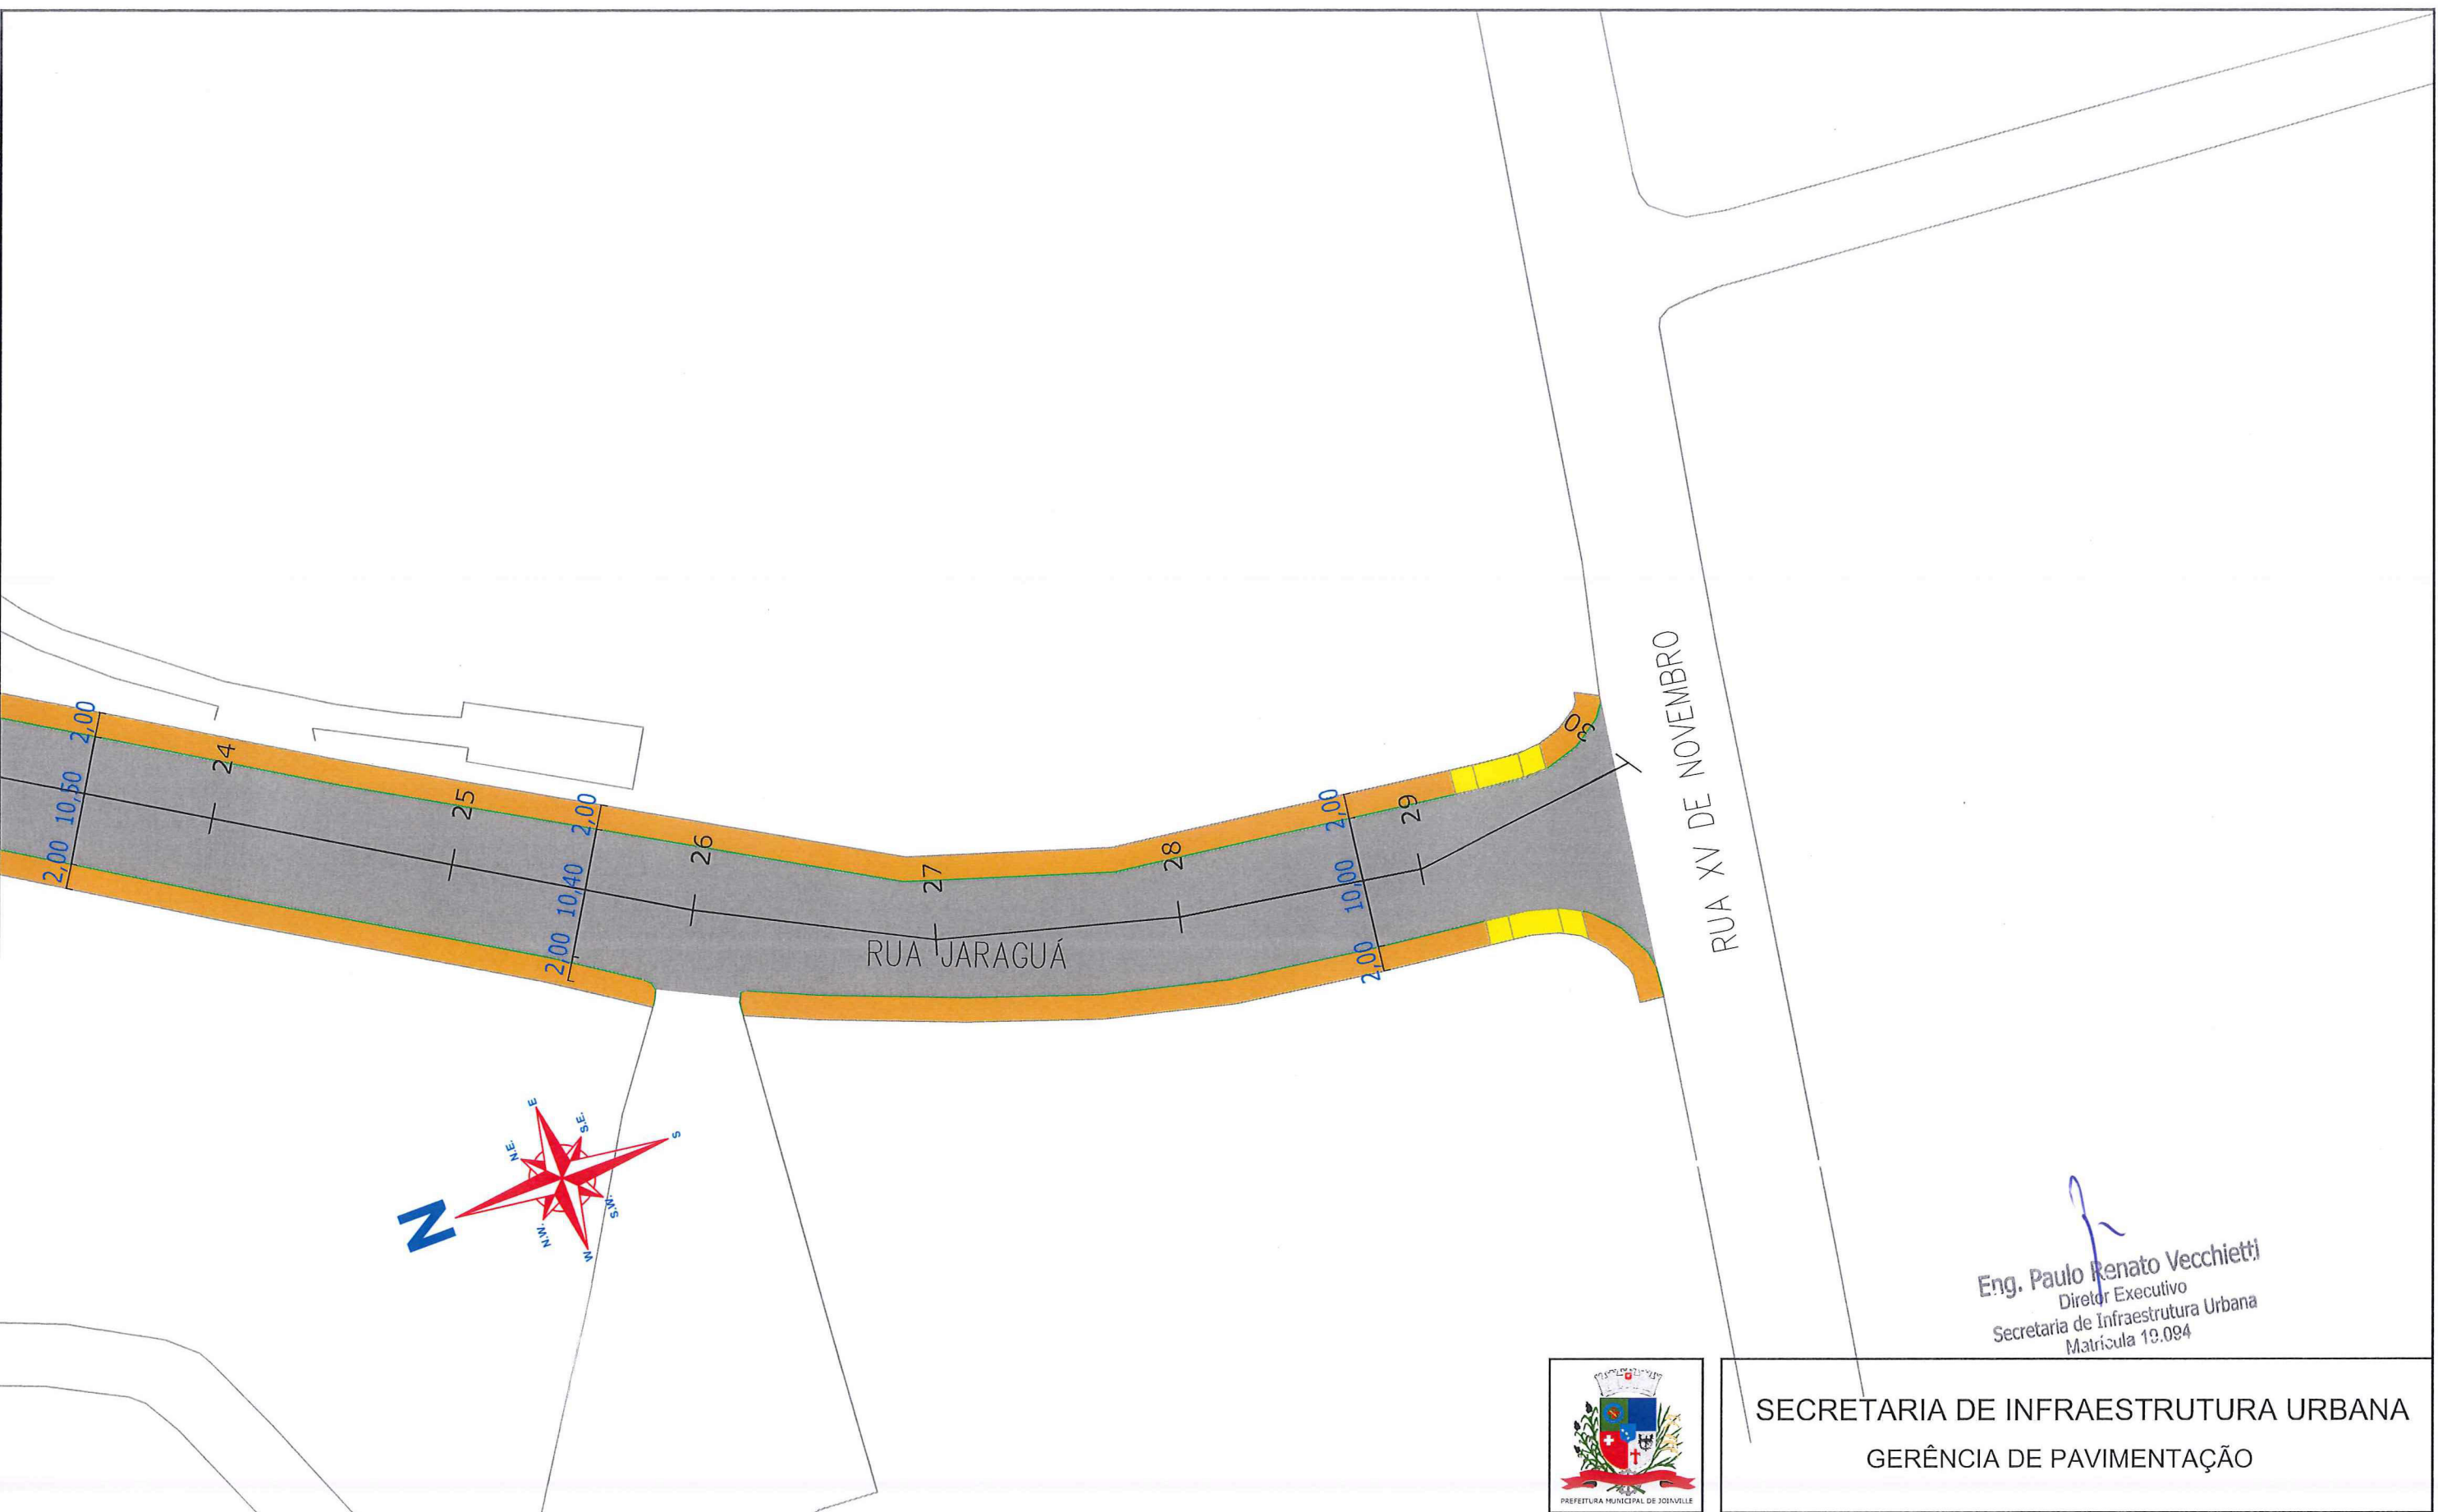 2,00
10,50
2,00
24
25
2,00
10,40
2,00
26
27
RUA JARAGUÁ
28
2,00
10,00
2,00
29
30
RUA XV DE NOVEMBRO
N
N.E.
E
S.E.
S
S.W.
W
N.W.
Eng. Paulo Renato Vecchietti
Diretor Executivo
Secretaria de Infraestrutura Urbana
Matrícula 19.094
PREFEITURA MUNICIPAL DE JOINVILLE
SECRETARIA DE INFRAESTRUTURA URBANA
GERÊNCIA DE PAVIMENTAÇÃO